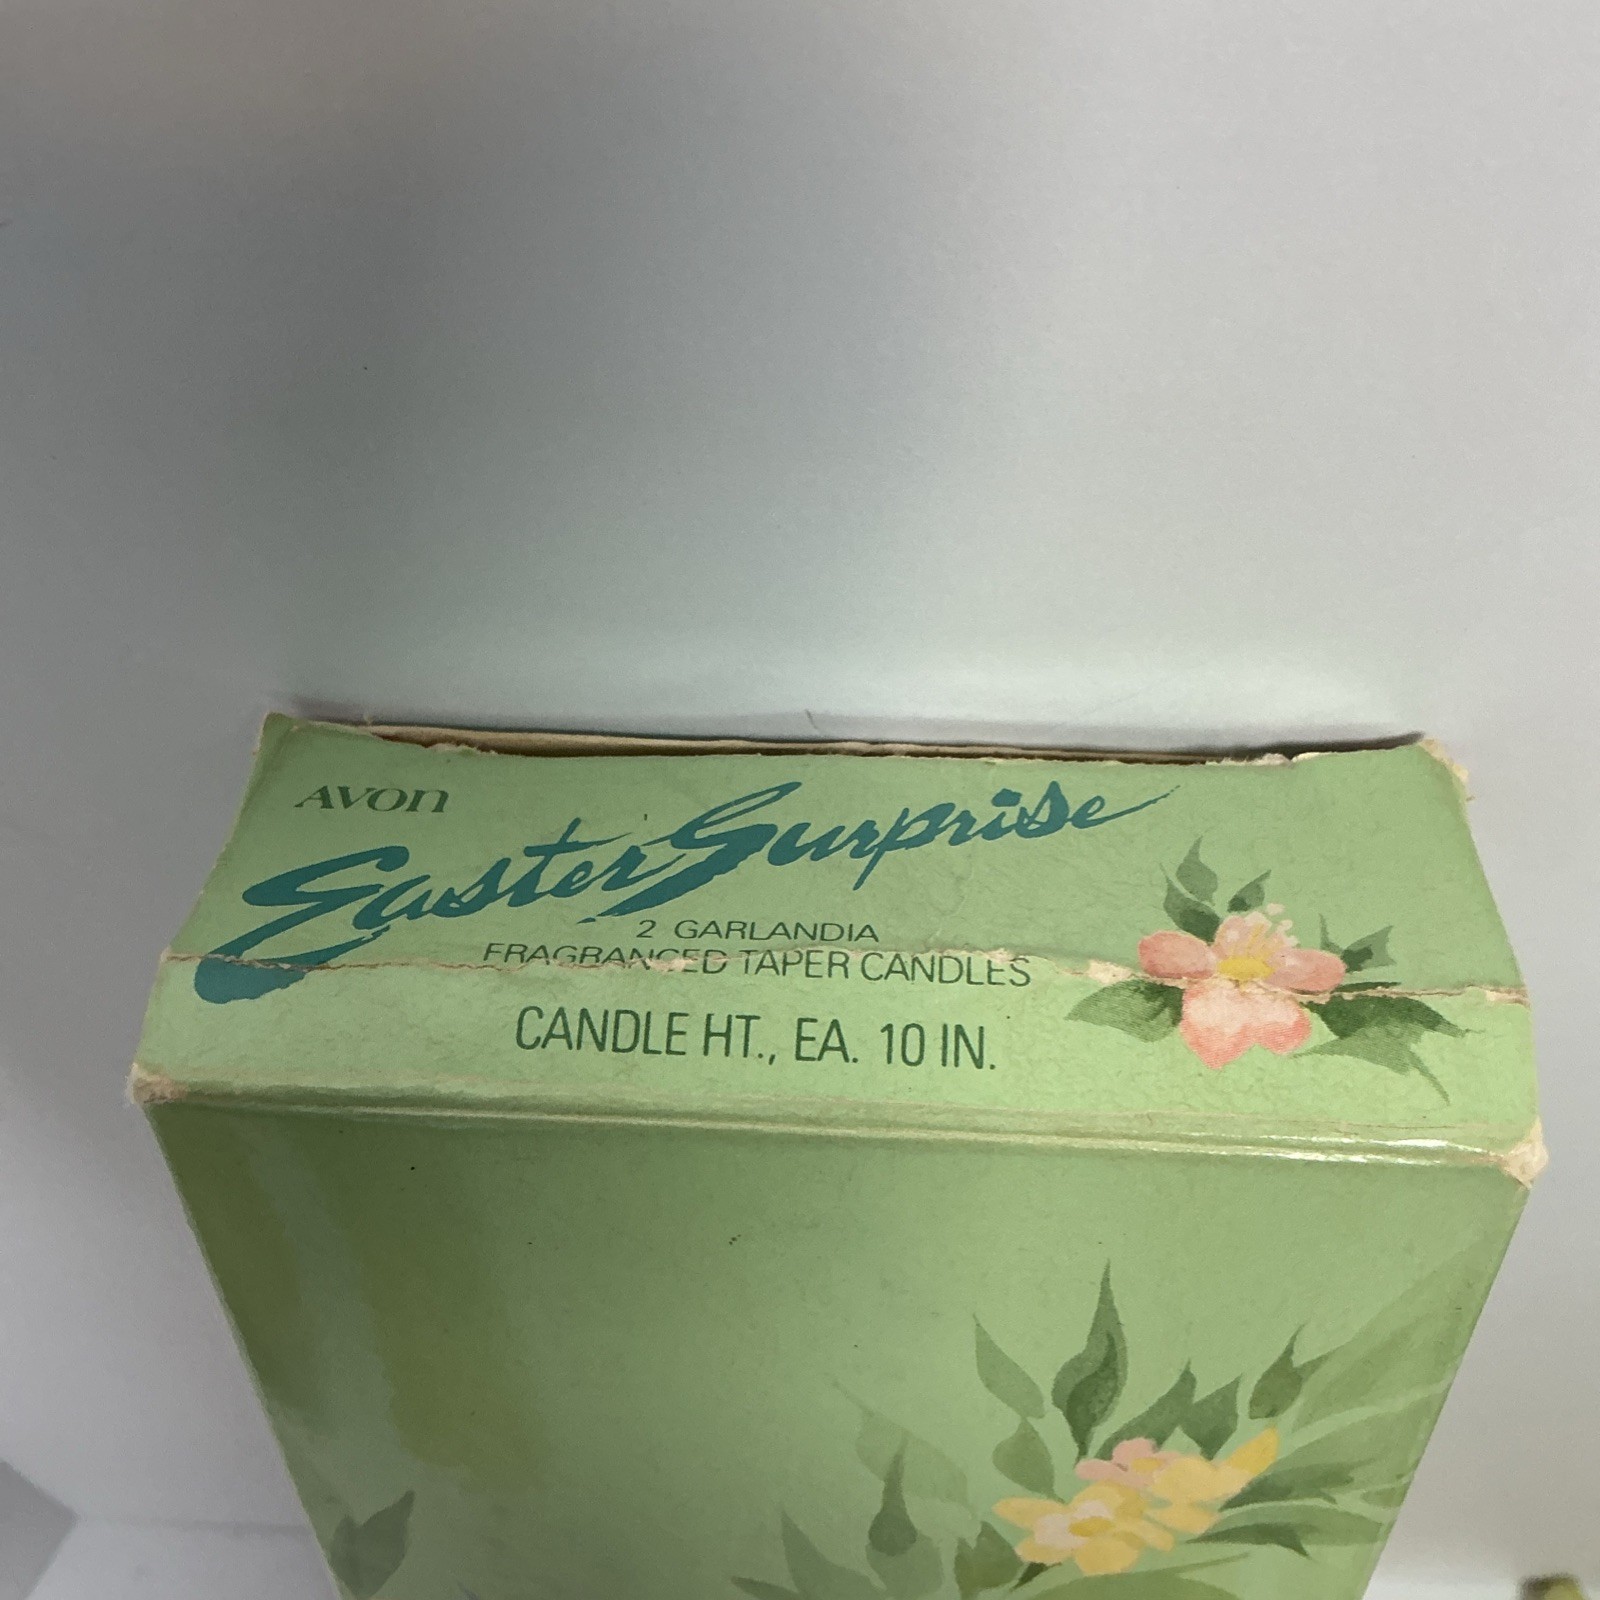 AVON
Easter Surprise
2 GARLANDIA
FRAGRANCED TAPER CANDLES
CANDLE HT., EA. 10 IN.